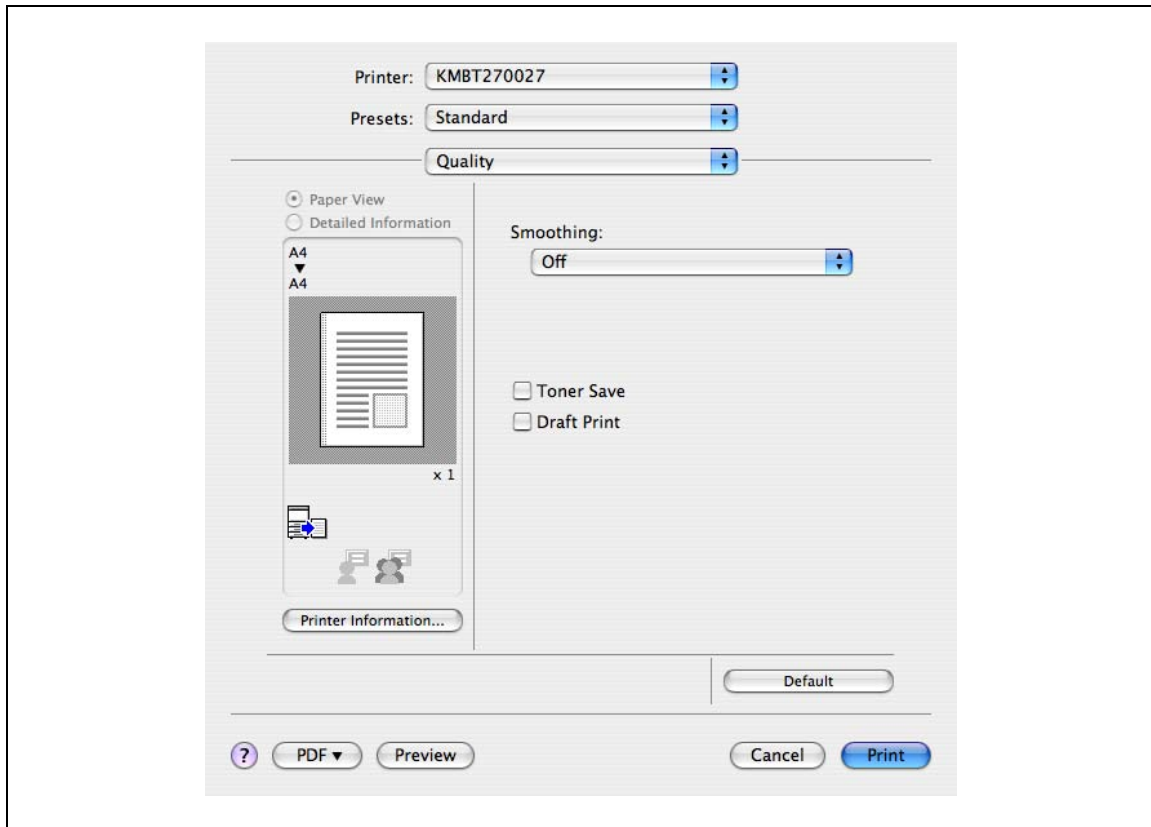 Printer: KMBT270027
Presets: Standard
Quality
Paper View
Detailed Information
A4
A4
x 1
Printer Information...
Smoothing:
Off
Toner Save
Draft Print
Default
? PDF Preview Cancel Print